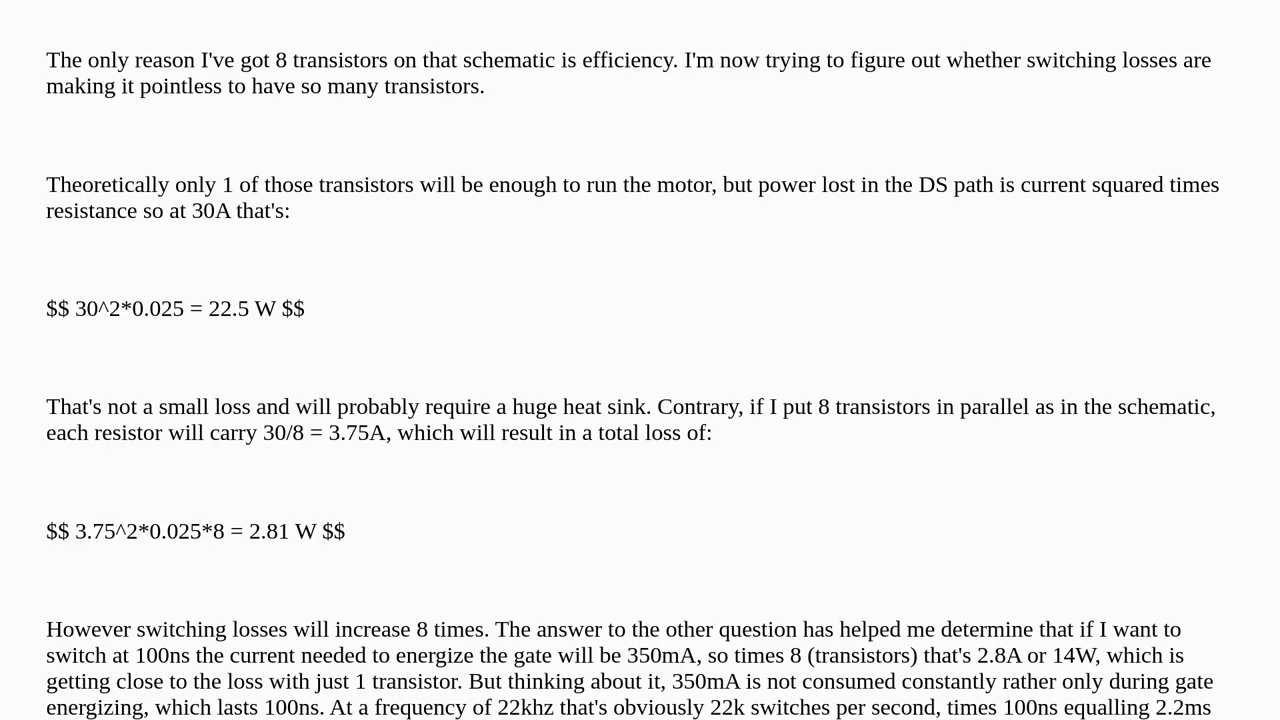 The only reason I've got 8 transistors on that schematic is efficiency. I'm now trying to figure out whether switching losses are
making it pointless to have so many transistors.
Theoretically only 1 of those transistors will be enough to run the motor, but power lost in the DS path is current squared times
resistance so at 30A that's:
$$ 30^2*0.025 = 22.5 W $$
That's not a small loss and will probably require a huge heat sink. Contrary, if I put 8 transistors in parallel as in the schematic,
each resistor will carry 30/8 = 3.75A, which will result in a total loss of:
$$ 3.75^2*0.025*8 = 2.81 W $$
However switching losses will increase 8 times. The answer to the other question has helped me determine that if I want to
switch at 100ns the current needed to energize the gate will be 350mA, so times 8 (transistors) that's 2.8A or 14W, which is
getting close to the loss with just 1 transistor. But thinking about it, 350mA is not consumed constantly rather only during gate
energizing, which lasts 100ns. At a frequency of 22khz that's obviously 22k switches per second, times 100ns equalling 2.2ms